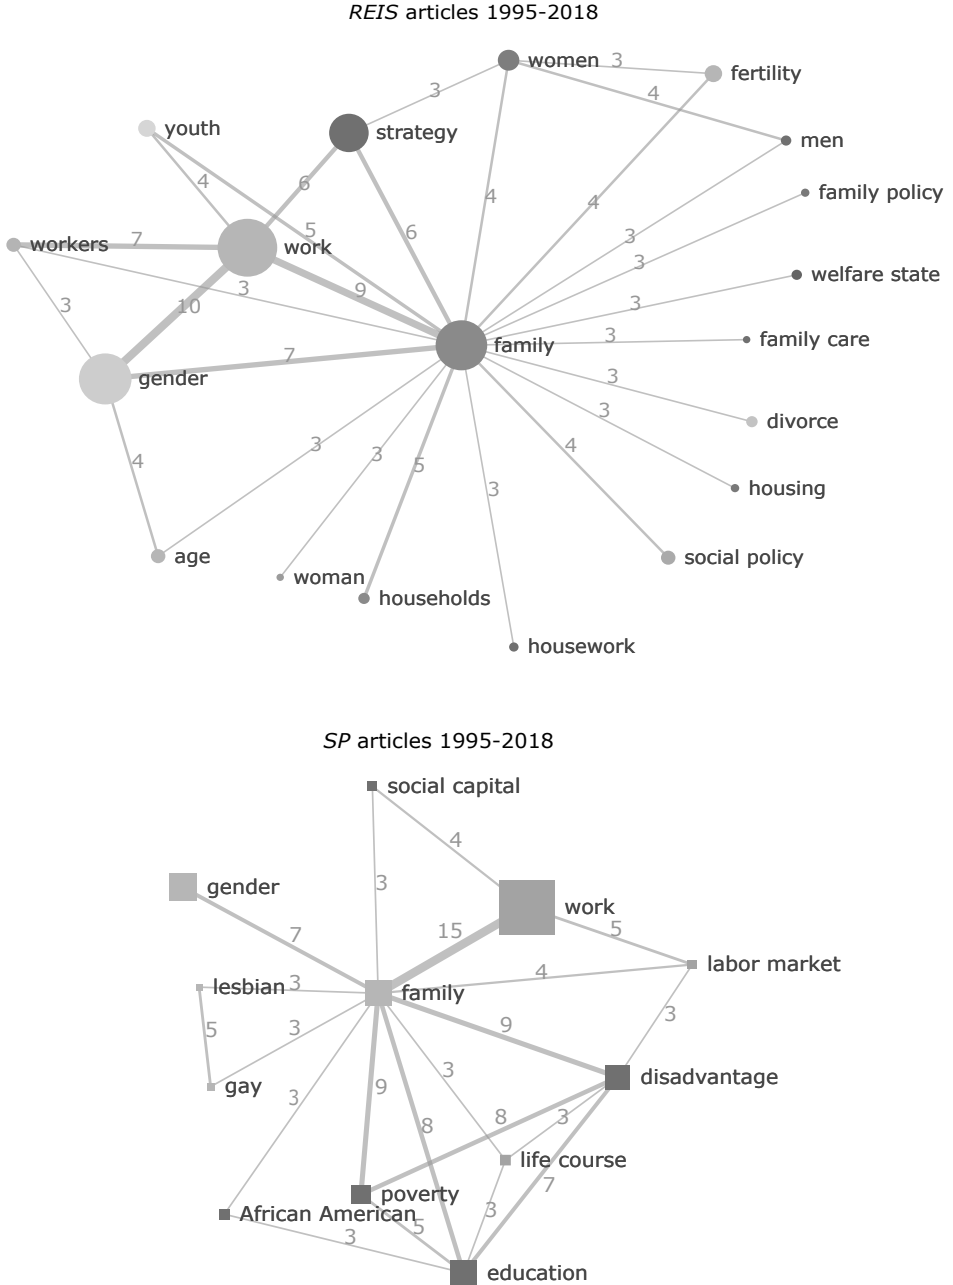 REIS articles 1995-2018
women 3
fertility
3
4
youth
strategy
men
4
6
family policy
4
4
5
6
workers 7
work
3
3
welfare state
3
9
3
10
3
3
family care
7
family
gender
3
3
divorce
3
4
3
4
5
3
housing
age
social policy
woman
households
housework
SP articles 1995-2018
social capital
4
3
gender
work
15
7
5
4
labor market
lesbian 3
family
3
5
3
9
3
disadvantage
gay
9
3
8
8
3
life course
7
poverty
African American
3
5
3
education